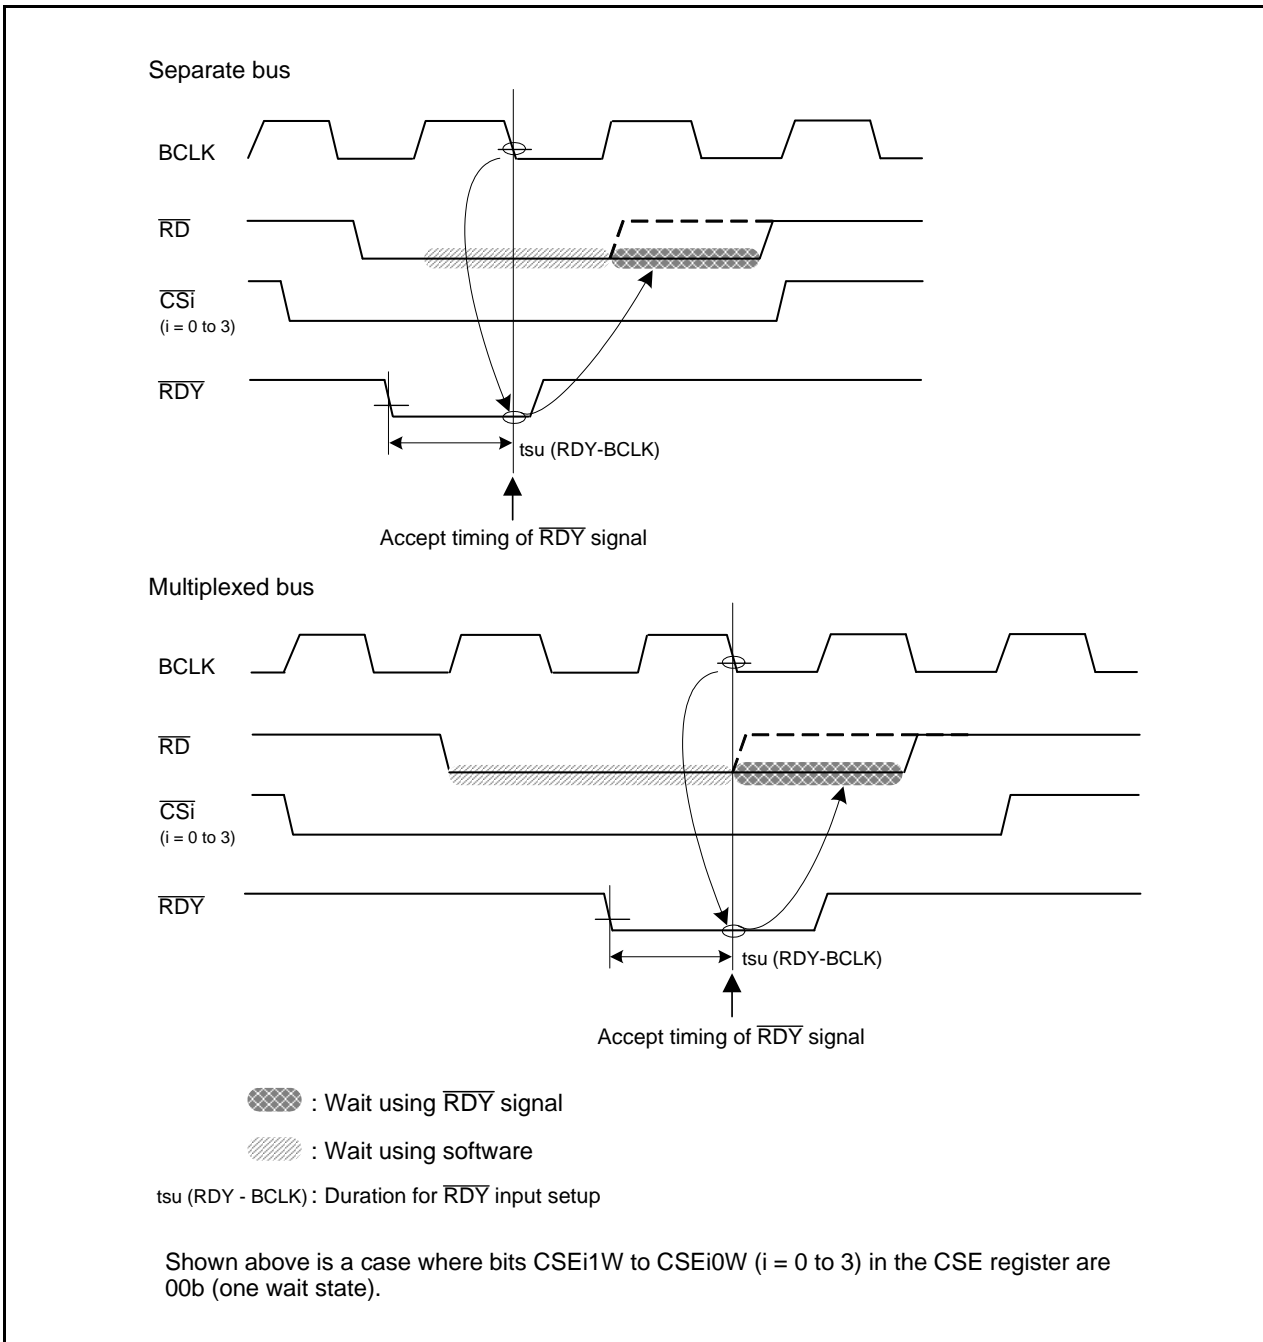 Separate bus
BCLK
RD
CSi
(i = 0 to 3)
RDY
tsu (RDY-BCLK)
Accept timing of RDY signal
Multiplexed bus
BCLK
RD
CSi
(i = 0 to 3)
RDY
tsu (RDY-BCLK)
Accept timing of RDY signal
: Wait using RDY signal
: Wait using software
tsu (RDY - BCLK) : Duration for RDY input setup
Shown above is a case where bits CSEi1W to CSEi0W (i = 0 to 3) in the CSE register are
00b (one wait state).